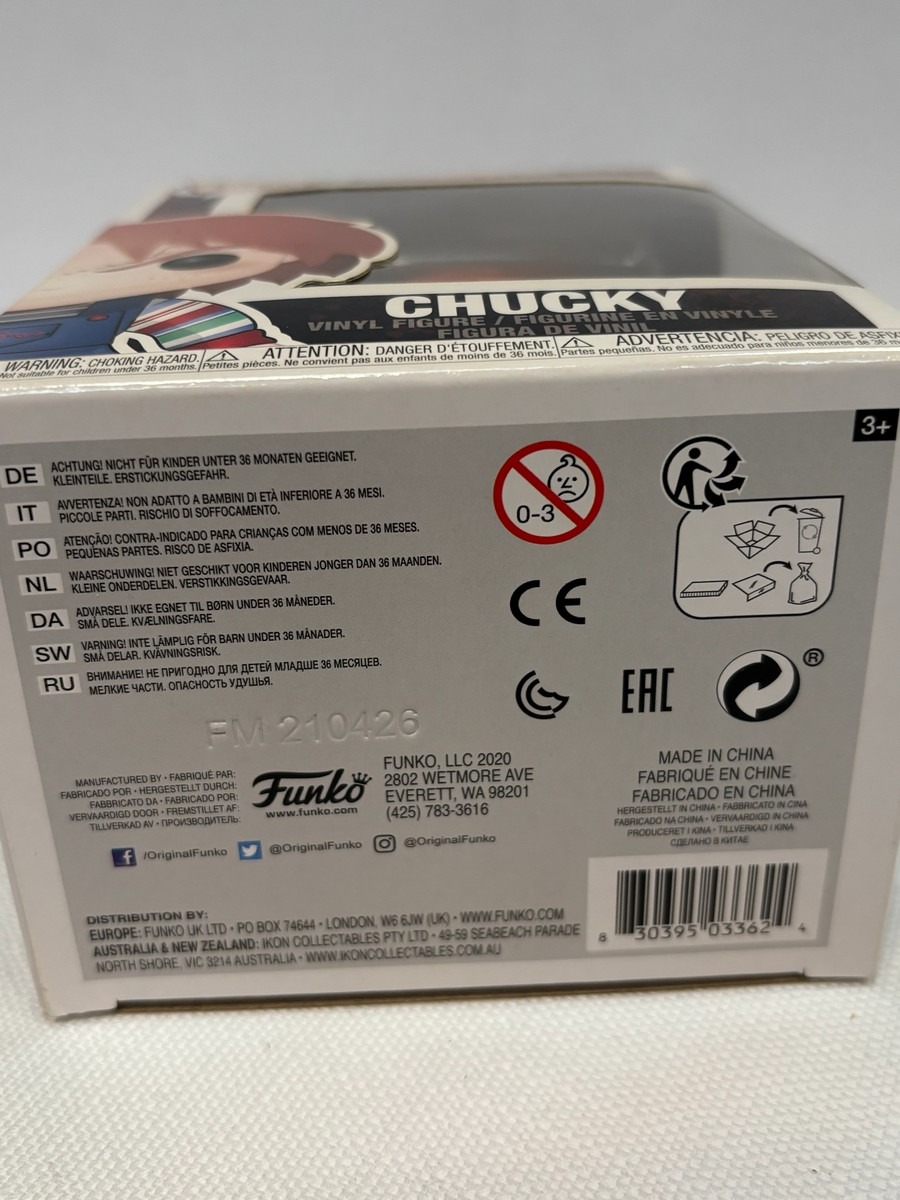 CHUCKY
VINYL FIGURE / FIGURINE EN VINYLE
FIGURA DE VINIL
WARNING: CHOKING HAZARD.
Not suitable for children under 36 months.
ATTENTION: DANGER D'ÉTOUFFEMENT.
Petites pièces. Ne convient pas aux enfants de moins de 36 mois.
ADVERTENCIA: PELIGRO DE
Partes pequeñas. No es adecuado para niños menores de 36
3+
DE ACHTUNG! NICHT FÜR KINDER UNTER 36 MONATEN GEEIGNET.
KLEINTEILE. ERSTICKUNGSGEFAHR.
IT AVVERTENZA! NON ADATTO A BAMBINI DI ETÀ INFERIORE A 36 MESI.
PICCOLE PARTI. RISCHIO DI SOFFOCAMENTO.
PO ATENÇÃO! CONTRA-INDICADO PARA CRIANÇAS COM MENOS DE 36 MESES.
PEQUENAS PARTES. RISCO DE ASFIXIA.
NL WAARSCHUWING! NIET GESCHIKT VOOR KINDEREN JONGER DAN 36 MAANDEN.
KLEINE ONDERDELEN. VERSTIKKINGSGEVAAR.
DA ADVARSEL! IKKE EGNET TIL BØRN UNDER 36 MÅNEDER.
SMÅ DELE. KVÆLNINGSFARE.
SW VARNING! INTE LÄMPLIG FÖR BARN UNDER 36 MÅNADER.
SMÅ DELAR. KVÄVNINGSRISK.
RU ВНИМАНИЕ! НЕ ПРИГОДНО ДЛЯ ДЕТЕЙ МЛАДШЕ 36 МЕСЯЦЕВ.
МЕЛКИЕ ЧАСТИ. ОПАСНОСТЬ УДУШЬЯ.
0-3
CE
EAC
®
FM 210426
MANUFACTURED BY • FABRIQUÉ PAR:
FABRICADO POR • HERGESTELLT DURCH:
FABBRICATO DA • FABRICADO POR:
VERVAARDIGD DOOR • FREMSTILLET AF:
TILLVERKAD AV • ПРОИЗВОДИТЕЛЬ:
Funko
www.funko.com
FUNKO, LLC 2020
2802 WETMORE AVE
EVERETT, WA 98201
(425) 783-3616
MADE IN CHINA
FABRIQUÉ EN CHINE
FABRICADO EN CHINA
HERGESTELLT IN CHINA • FABBRICATO IN CINA
FABRICADO NA CHINA • VERVAARDIGD IN CHINA
PRODUCERET I KINA • TILLVERKAD I KINA
СДЕЛАНО В КИТАЕ
/OriginalFunko @OriginalFunko @OriginalFunko
DISTRIBUTION BY:
EUROPE: FUNKO UK LTD • PO BOX 74644 • LONDON, W6 6JW (UK) • WWW.FUNKO.COM
AUSTRALIA & NEW ZEALAND: IKON COLLECTABLES PTY LTD • 49-59 SEABEACH PARADE
NORTH SHORE, VIC 3214 AUSTRALIA • WWW.IKONCOLLECTABLES.COM.AU
8 30395 03362 4